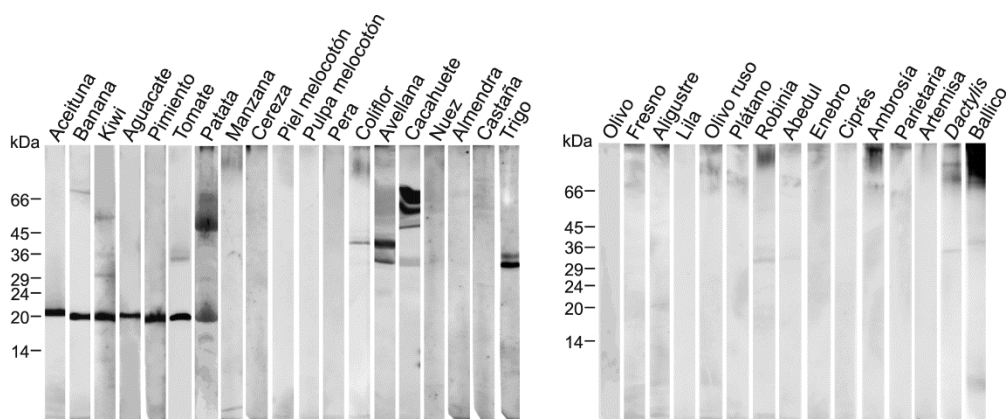 Aceituna
Banana
Kiwi
Aguacate
Pimiento
Tomate
Patata
Manzana
Cereza
Piel melocotón
Pulpa melocotón
Pera
Coliflor
Avellana
Cacahuete
Nuez
Almendra
Castaña
Trigo
kDa
66
45
36
29
24
20
14
Olivo
Fresno
Aligustre
Lila
Olivo ruso
Plátano
Robinia
Abedul
Enebro
Ciprés
Ambrosía
Parietaria
Artemisa
Dactylis
Ballico
kDa
66
45
36
29
24
20
14